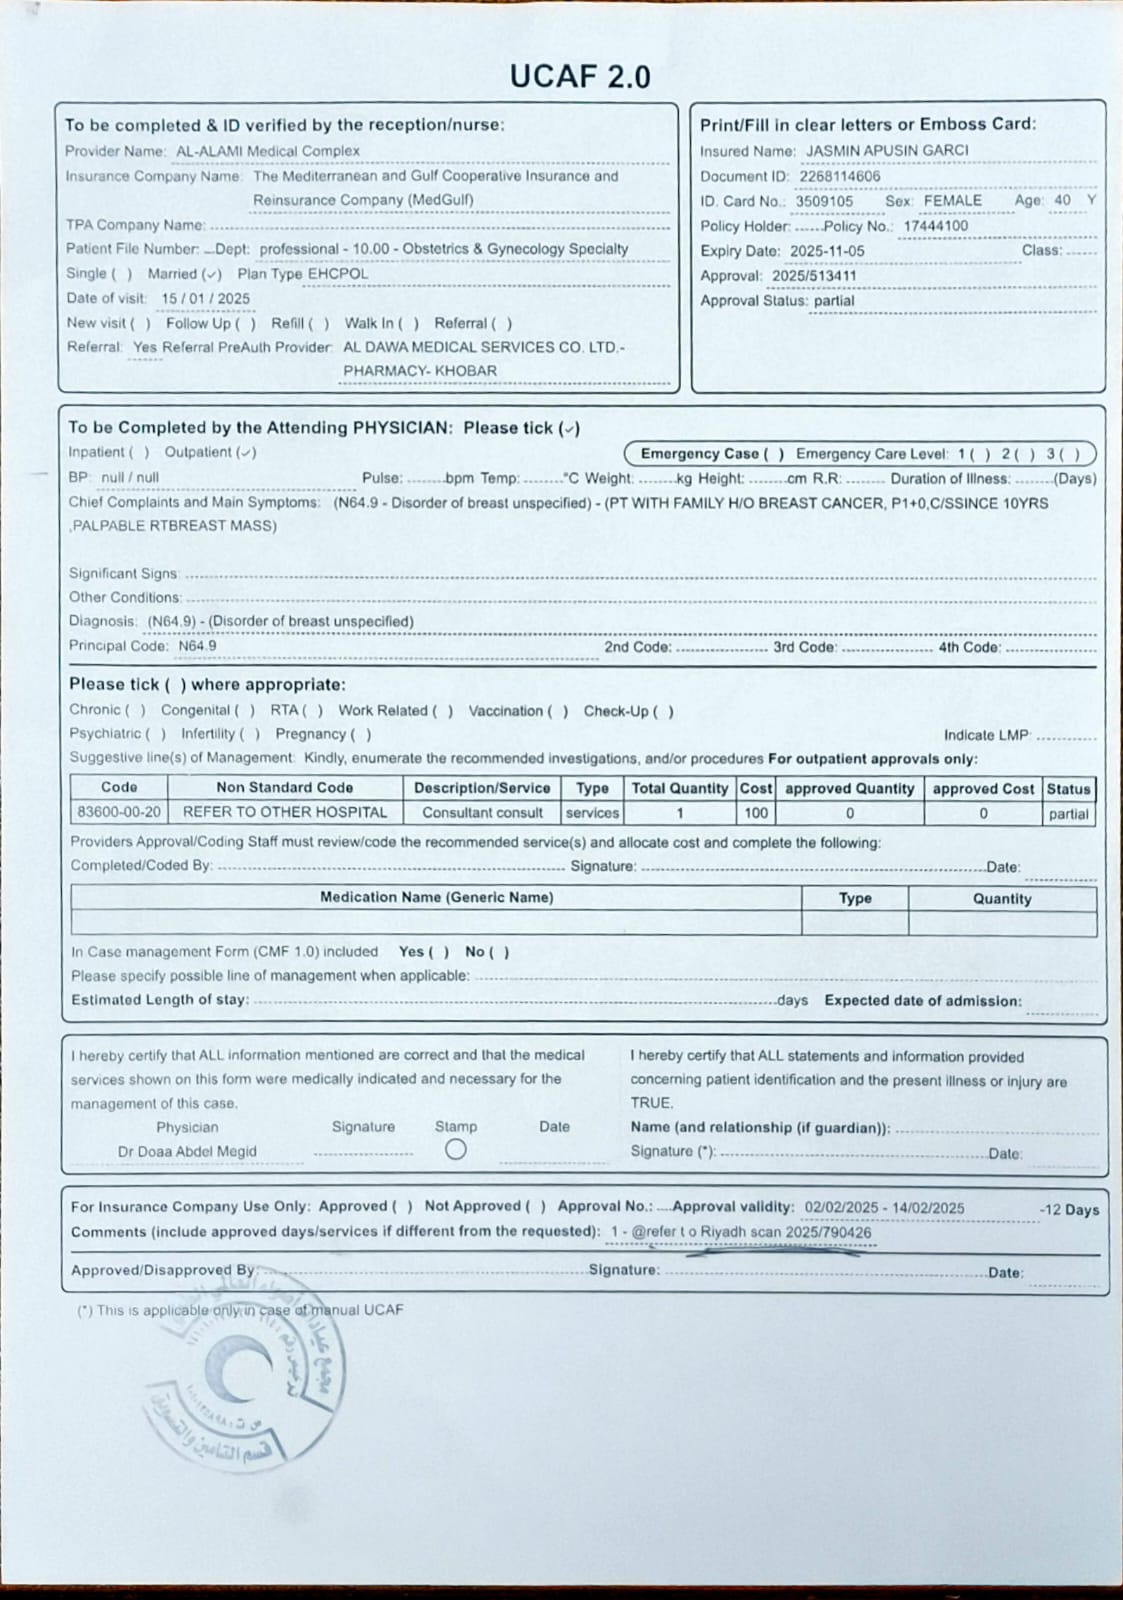 UCAF 2.0
To be completed & ID verified by the reception/nurse:
Provider Name: AL-ALAMI Medical Complex
Insurance Company Name: The Mediterranean and Gulf Cooperative Insurance and
Reinsurance Company (MedGulf)
TPA Company Name:
Patient File Number: Dept: professional - 10.00 - Obstetrics & Gynecology Specialty
Single ( ) Married (✓) Plan Type EHCPOL
Date of visit: 15 / 01 / 2025
New visit ( ) Follow Up ( ) Refill ( ) Walk In ( ) Referral ( )
Referral: Yes Referral PreAuth Provider: AL DAWA MEDICAL SERVICES CO. LTD.-
PHARMACY- KHOBAR
Print/Fill in clear letters or Emboss Card:
Insured Name: JASMIN APUSIN GARCI
Document ID: 2268114606
ID. Card No.: 3509105 Sex: FEMALE Age: 40 Y
Policy Holder: Policy No.: 17444100
Expiry Date: 2025-11-05 Class:
Approval: 2025/513411
Approval Status: partial
To be Completed by the Attending PHYSICIAN: Please tick (✓)
Inpatient ( ) Outpatient (✓) Emergency Case ( ) Emergency Care Level: 1 ( ) 2 ( ) 3 ( )
BP: null / null Pulse: bpm Temp: °C Weight: kg Height: cm R.R: Duration of Illness: (Days)
Chief Complaints and Main Symptoms: (N64.9 - Disorder of breast unspecified) - (PT WITH FAMILY H/O BREAST CANCER, P1+0,C/SSINCE 10YRS
,PALPABLE RTBREAST MASS)
Significant Signs:
Other Conditions:
Diagnosis: (N64.9) - (Disorder of breast unspecified)
Principal Code: N64.9 2nd Code: 3rd Code: 4th Code:
Please tick ( ) where appropriate:
Chronic ( ) Congenital ( ) RTA ( ) Work Related ( ) Vaccination ( ) Check-Up ( )
Psychiatric ( ) Infertility ( ) Pregnancy ( ) Indicate LMP:
Suggestive line(s) of Management: Kindly, enumerate the recommended investigations, and/or procedures For outpatient approvals only:
Code Non Standard Code Description/Service Type Total Quantity Cost approved Quantity approved Cost Status
83600-00-20 REFER TO OTHER HOSPITAL Consultant consult services 1 100 0 0 partial
Providers Approval/Coding Staff must review/code the recommended service(s) and allocate cost and complete the following:
Completed/Coded By: Signature: Date:
Medication Name (Generic Name) Type Quantity
In Case management Form (CMF 1.0) included Yes ( ) No ( )
Please specify possible line of management when applicable:
Estimated Length of stay: days Expected date of admission:
I hereby certify that ALL information mentioned are correct and that the medical
services shown on this form were medically indicated and necessary for the
management of this case.
Physician Signature Stamp Date
Dr Doaa Abdel Megid
I hereby certify that ALL statements and information provided
concerning patient identification and the present illness or injury are
TRUE.
Name (and relationship (if guardian)):
Signature (*): Date:
For Insurance Company Use Only: Approved ( ) Not Approved ( ) Approval No.: Approval validity: 02/02/2025 - 14/02/2025 -12 Days
Comments (include approved days/services if different from the requested): 1 - @refer t o Riyadh scan 2025/790426
Approved/Disapproved By: Signature: Date:
(*) This is applicable only in case of manual UCAF
قسم التامين والتسويق